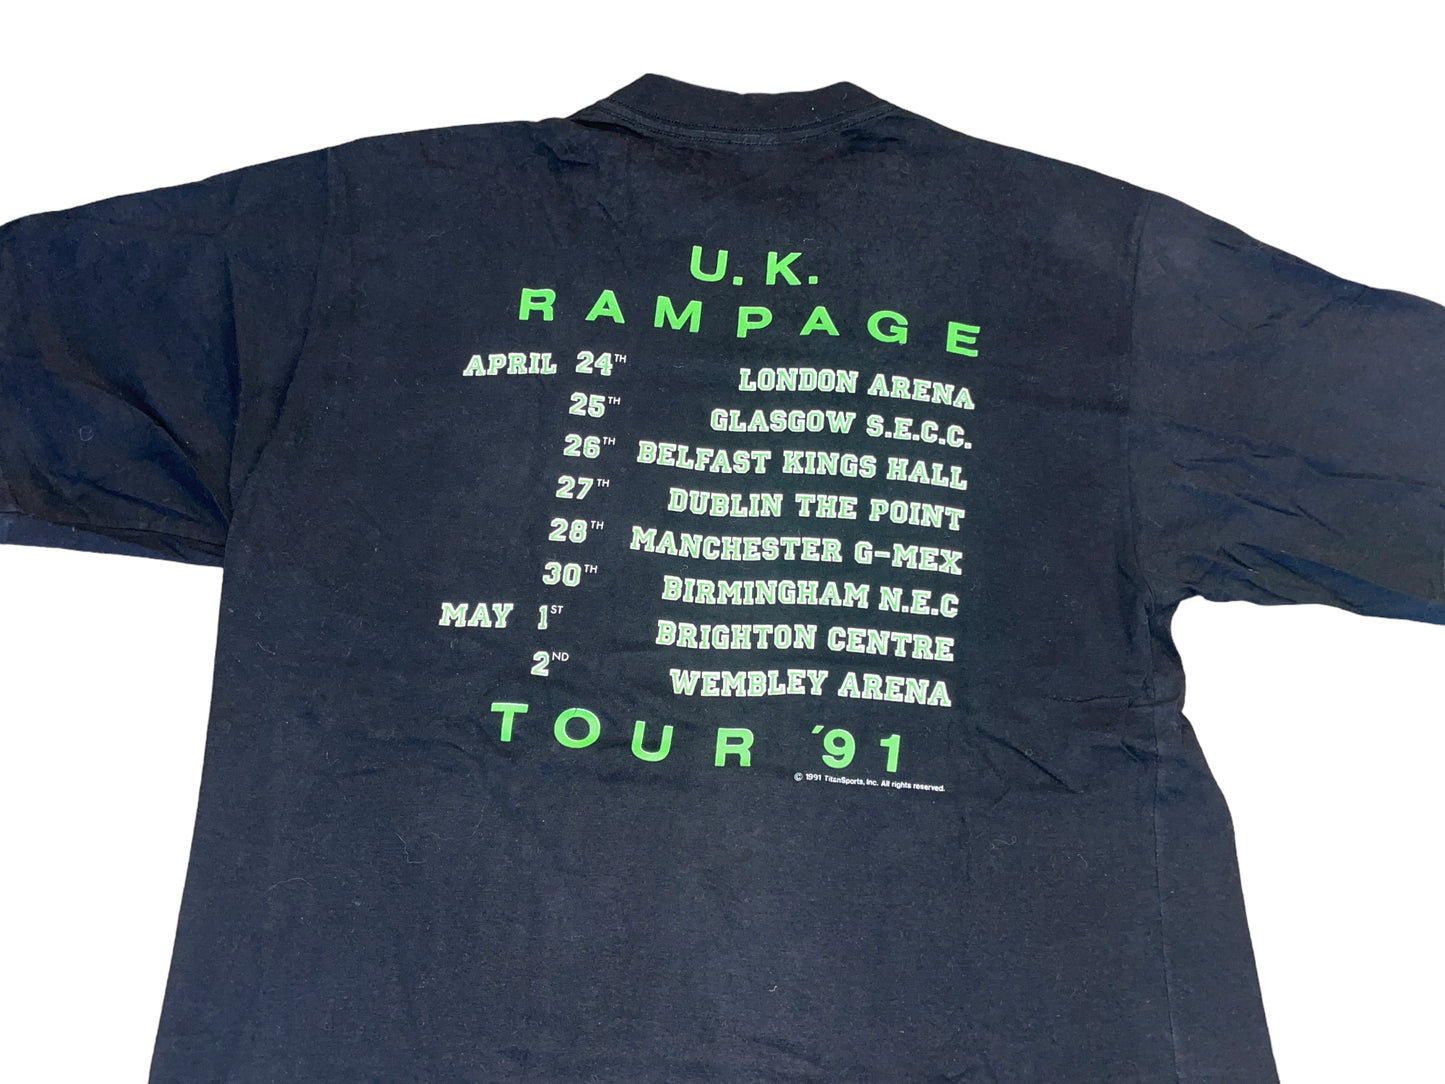 U. K.
RAMPAGE
APRIL 24TH LONDON ARENA
25TH GLASGOW S.E.C.C.
26TH BELFAST KINGS HALL
27TH DUBLIN THE POINT
28TH MANCHESTER G-MEX
30TH BIRMINGHAM N.E.C
MAY 1ST BRIGHTON CENTRE
2ND WEMBLEY ARENA
TOUR '91
© 1991 TitanSports, Inc. All rights reserved.